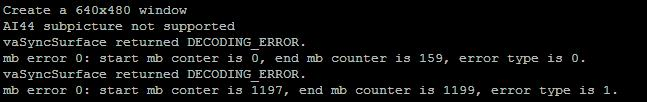 Create a 640x480 window
AI44 subpicture not supported
vaSyncSurface returned DECODING_ERROR.
mb error 0: start mb conter is 0, end mb counter is 159, error type is 0.
vaSyncSurface returned DECODING_ERROR.
mb error 0: start mb conter is 1197, end mb counter is 1199, error type is 1.